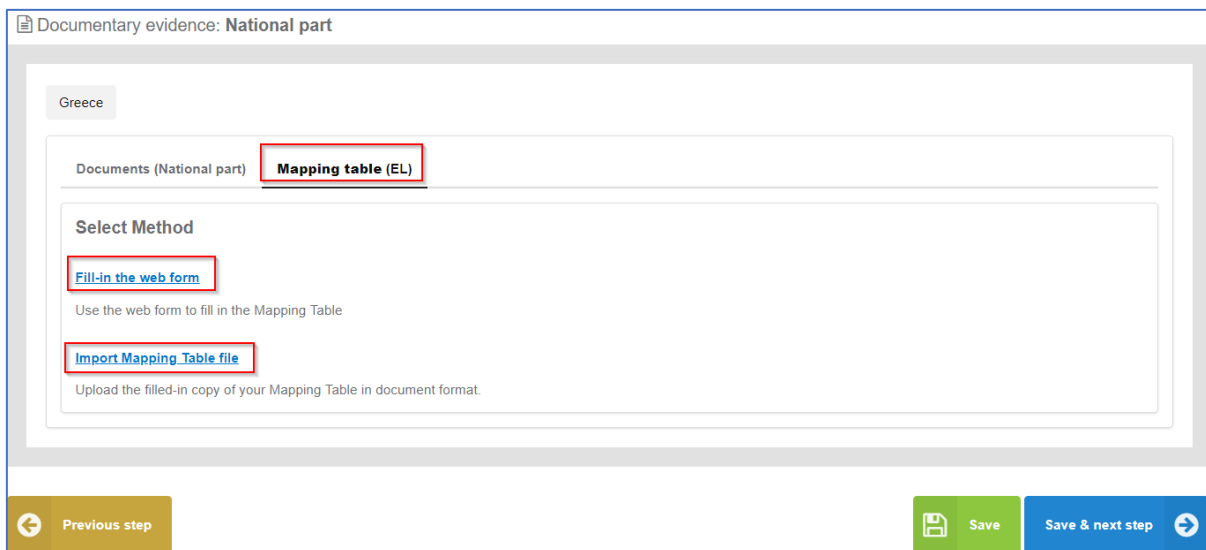 Documentary evidence: National part
Greece
Documents (National part) Mapping table (EL)
Select Method
Fill-in the web form
Use the web form to fill in the Mapping Table
Import Mapping Table file
Upload the filled-in copy of your Mapping Table in document format.
Previous step Save Save & next step